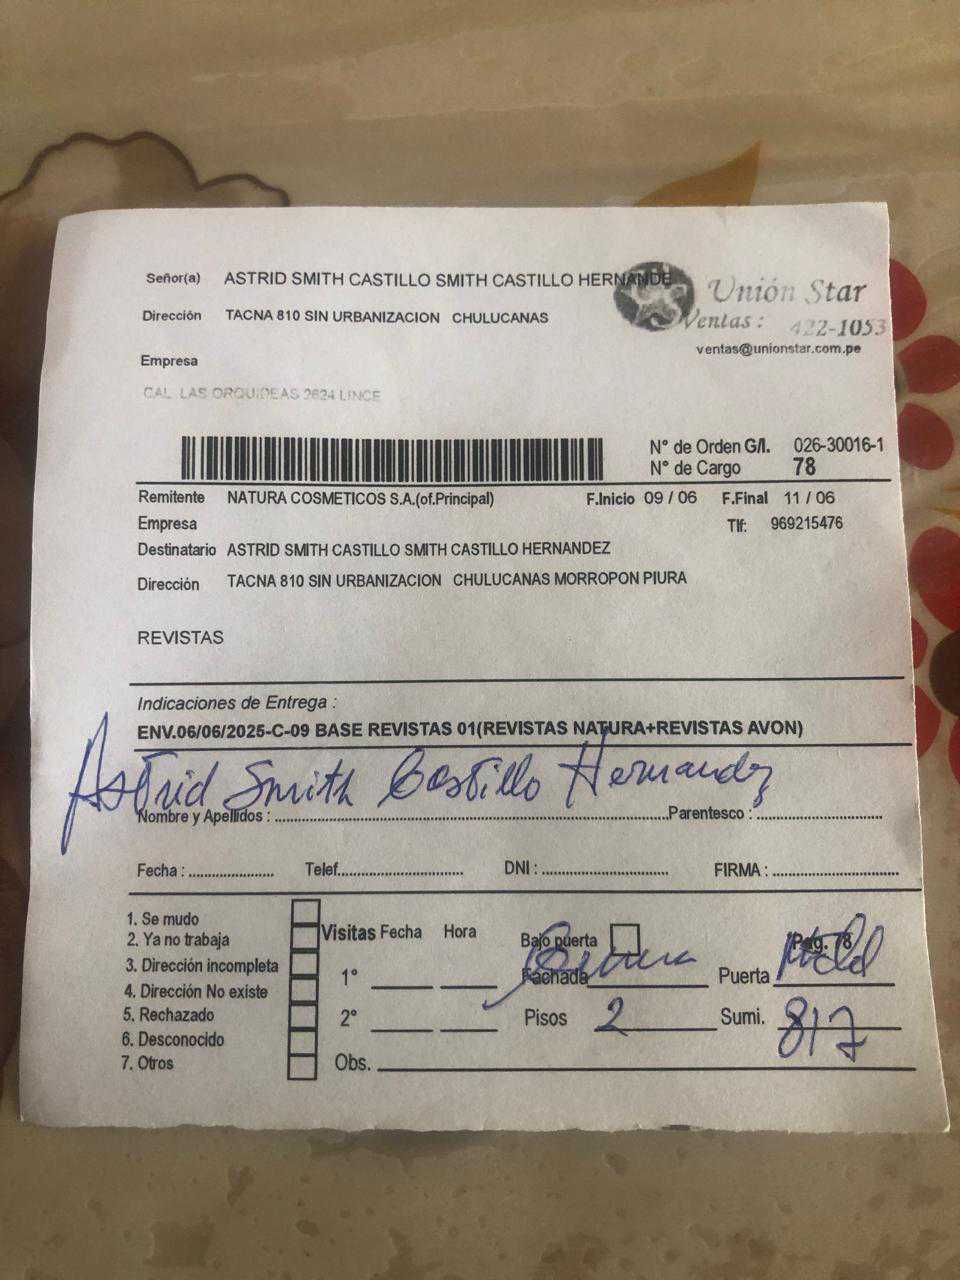 Señor(a) ASTRID SMITH CASTILLO SMITH CASTILLO HERNANDE
Unión Star
Dirección TACNA 810 SIN URBANIZACION CHULUCANAS
Ventas : 422-1053
ventas@unionstar.com.pe
Empresa
CAL LAS ORQUIDEAS 2624 LINCE
N° de Orden G/I. 026-30016-1
N° de Cargo 78
Remitente NATURA COSMETICOS S.A.(of.Principal) F.Inicio 09 / 06 F.Final 11 / 06
Empresa Tlf: 969215476
Destinatario ASTRID SMITH CASTILLO SMITH CASTILLO HERNANDEZ
Dirección TACNA 810 SIN URBANIZACION CHULUCANAS MORROPON PIURA
REVISTAS
Indicaciones de Entrega :
ENV.06/06/2025-C-09 BASE REVISTAS 01(REVISTAS NATURA+REVISTAS AVON)
Astrid Smith Castillo Hernandez
Nombre y Apellidos : Parentesco :
Fecha : Telef. DNI : FIRMA :
1. Se mudo
2. Ya no trabaja
3. Dirección incompleta
4. Dirección No existe
5. Rechazado
6. Desconocido
7. Otros
Visitas Fecha Hora
1°
2°
Obs.
Bajo puerta Pag. 78
Fachada Puerta
Pisos 2 Sumi. 817